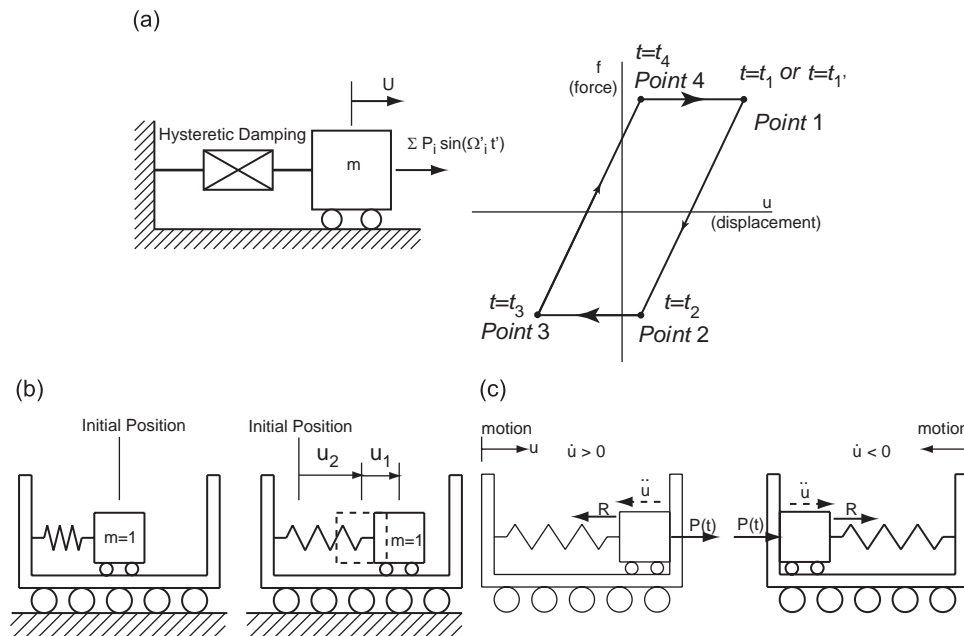 (a)
U
Hysteretic Damping
m
Σ P_i sin(Ω'_i t')
f
(force)
t=t_4
Point 4
t=t_1 or t=t_1'
Point 1
u
(displacement)
t=t_3
Point 3
t=t_2
Point 2
(b)
Initial Position
m=1
Initial Position
u_2
u_1
m=1
(c)
motion
u
u̇ > 0
ü
R
P(t)
motion
u̇ < 0
ü
P(t)
R